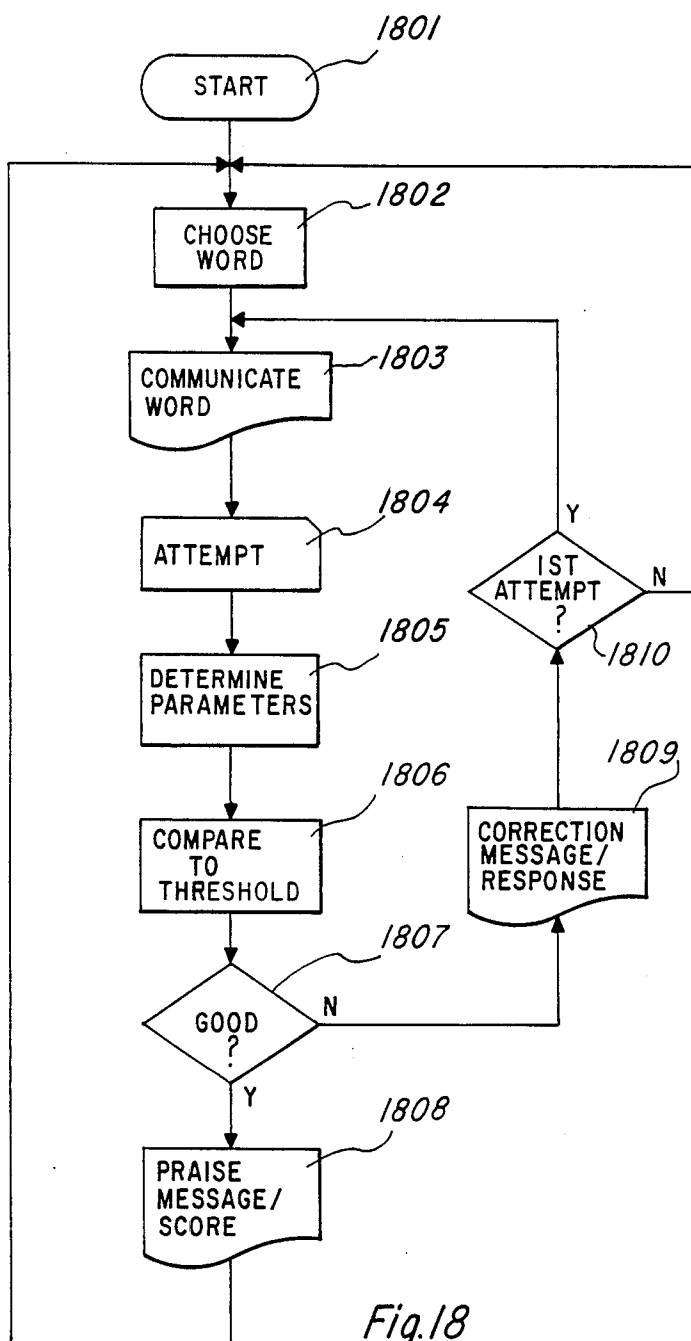 1801
START
1802
CHOOSE
WORD
1803
COMMUNICATE
WORD
1804
ATTEMPT
Y
1ST
ATTEMPT
?
N
1810
1805
DETERMINE
PARAMETERS
1806
COMPARE
TO
THRESHOLD
1809
CORRECTION
MESSAGE/
RESPONSE
1807
GOOD
?
N
Y
1808
PRAISE
MESSAGE/
SCORE
Fig.18